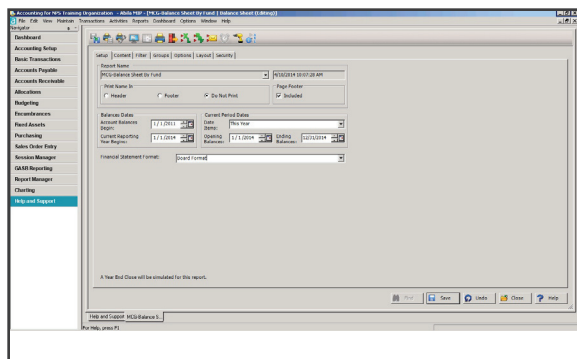 Accounting for NFS Training Organization - Abila MIP - [MCG-Balance Sheet By Fund ( Balance Sheet (Editing))]
File Edit View Maintain Transactions Activities Reports Dashboard Options Window Help
Navigator
Dashboard
Accounting Setup
Basic Transactions
Accounts Payable
Accounts Receivable
Allocations
Budgeting
Encumbrances
Fixed Assets
Purchasing
Sales Order Entry
Session Manager
GASB Reporting
Report Manager
Charting
Help and Support
Setup Content Filter Groups Options Layout Security
Report Name
MCG-Balance Sheet By Fund 4/10/2014 10:07:28 AM
Print Name In Page Footer
Header Footer Do Not Print Included
Balances Dates Current Period Dates
Account Balances Begin: 1/ 1/2011 Date Items: This Year
Current Reporting Year Begins: 1/ 1/2014 Opening Balances: 1/ 1/2014 Ending Balances: 12/31/2014
Financial Statement Format: Board Format
A Year End Close will be simulated for this report.
Save Undo Close Help
Help and Support MCG-Balance S...
For Help, press F1